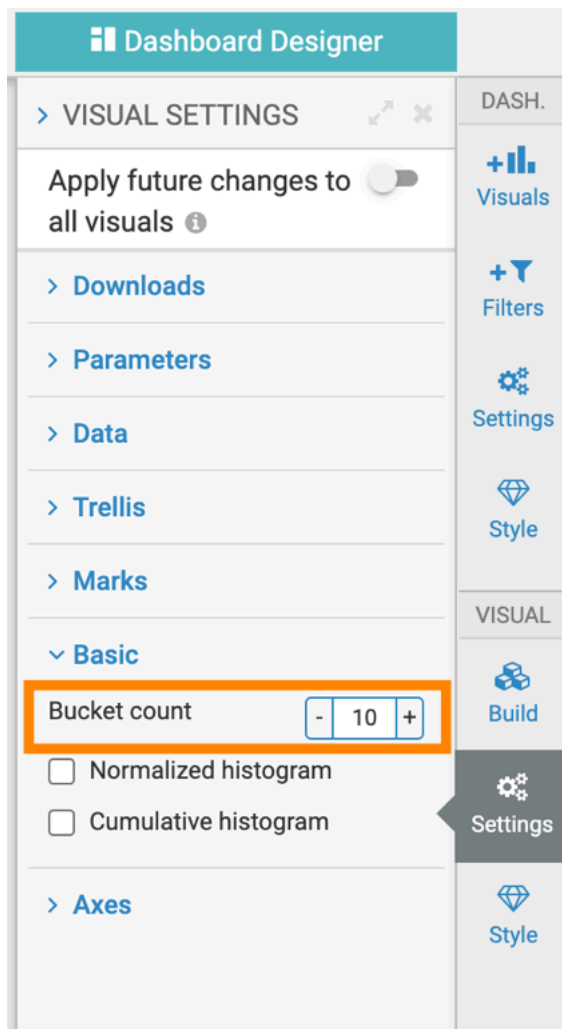 Dashboard Designer
VISUAL SETTINGS
Apply future changes to
all visuals
Downloads
Parameters
Data
Trellis
Marks
Basic
Bucket count - 10 +
Normalized histogram
Cumulative histogram
Axes
DASH.
Visuals
Filters
Settings
Style
VISUAL
Build
Settings
Style